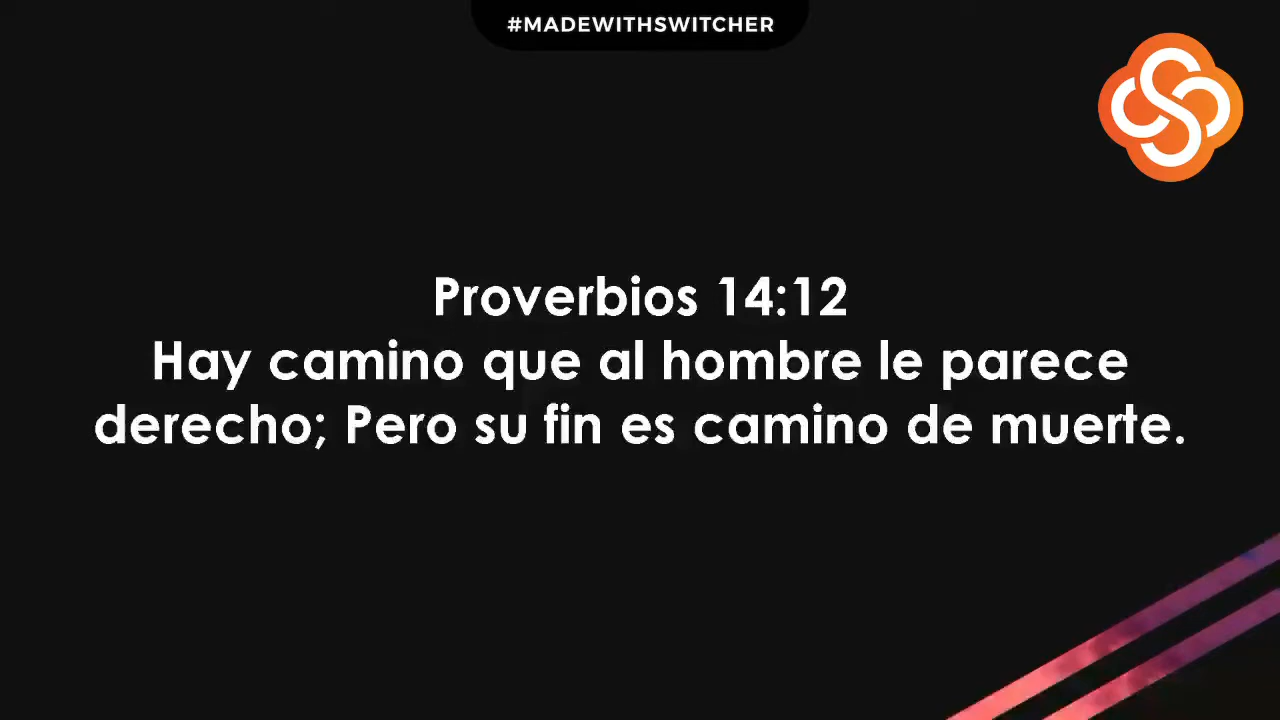 #MADEWITHSWITCHER
Proverbios 14:12
Hay camino que al hombre le parece
derecho; Pero su fin es camino de muerte.